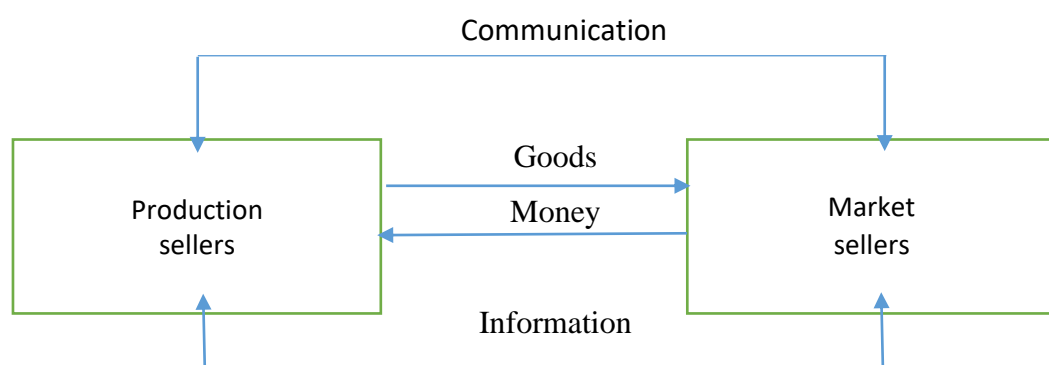 Communication
Goods
Production
sellers
Money
Market
sellers
Information